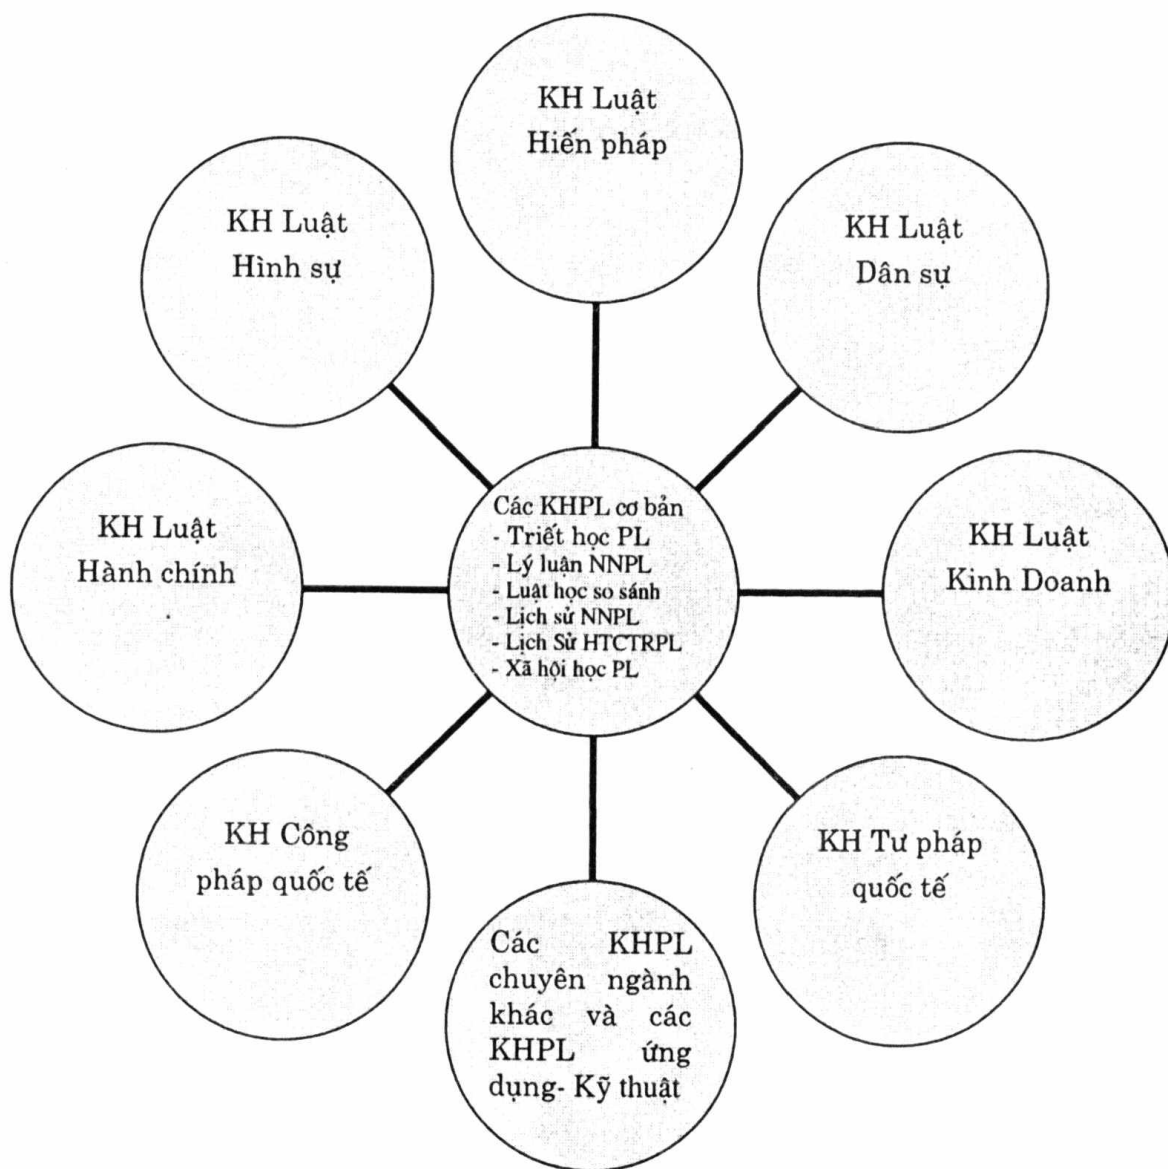 KH Luật
Hiến pháp
KH Luật
Hình sự
KH Luật
Dân sự
KH Luật
Hành chính
Các KHPL cơ bản
- Triết học PL
- Lý luận NNPL
- Luật học so sánh
- Lịch sử NNPL
- Lịch Sử HTCTRPL
- Xã hội học PL
KH Luật
Kinh Doanh
KH Công
pháp quốc tế
KH Tư pháp
quốc tế
Các KHPL
chuyên ngành
khác và các
KHPL ứng
dụng- Kỹ thuật